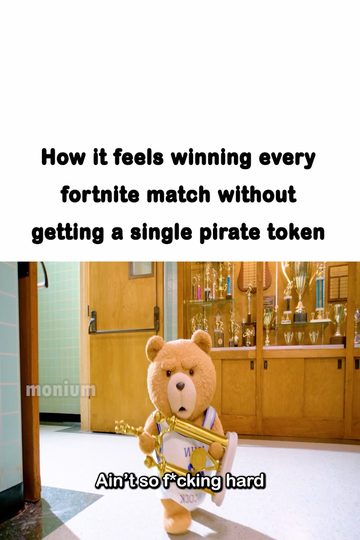 How it feels winning every
fortnite match without
getting a single pirate token
monium
Ain't so f*cking hard